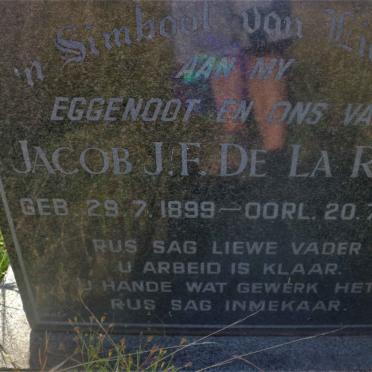 'n Simbool van Li
AAN MY
EGGENOOT EN ONS VA
JACOB J.F. DE LA R
GEB. 29.7.1899 — OORL. 20.7
RUS SAG LIEWE VADER
U ARBEID IS KLAAR.
U HANDE WAT GEWERK HET
RUS SAG INMEKAAR.